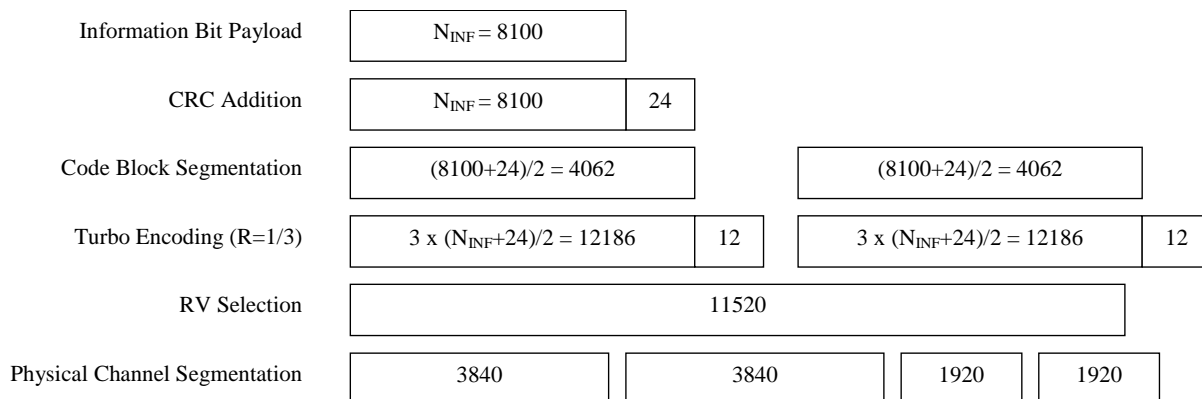 Information Bit Payload N_INF = 8100
CRC Addition N_INF = 8100 24
Code Block Segmentation (8100+24)/2 = 4062 (8100+24)/2 = 4062
Turbo Encoding (R=1/3) 3 x (N_INF+24)/2 = 12186 12 3 x (N_INF+24)/2 = 12186 12
RV Selection 11520
Physical Channel Segmentation 3840 3840 1920 1920